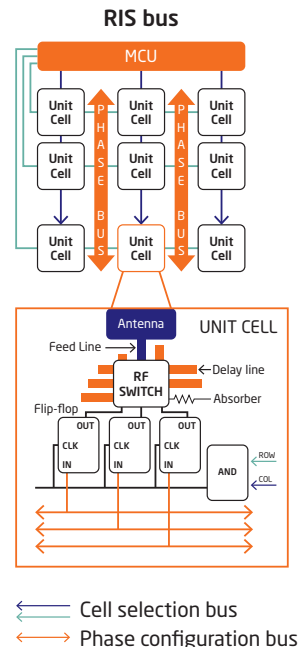 RIS bus
MCU
Unit Cell
Unit Cell
Unit Cell
PHASE BUS
PHASE BUS
Unit Cell
Unit Cell
Unit Cell
Unit Cell
Unit Cell
Unit Cell
Antenna
UNIT CELL
Feed Line
RF SWITCH
Delay line
Absorber
Flip-flop
OUT
OUT
OUT
CLK
CLK
CLK
IN
IN
IN
AND
ROW
COL
Cell selection bus
Phase configuration bus